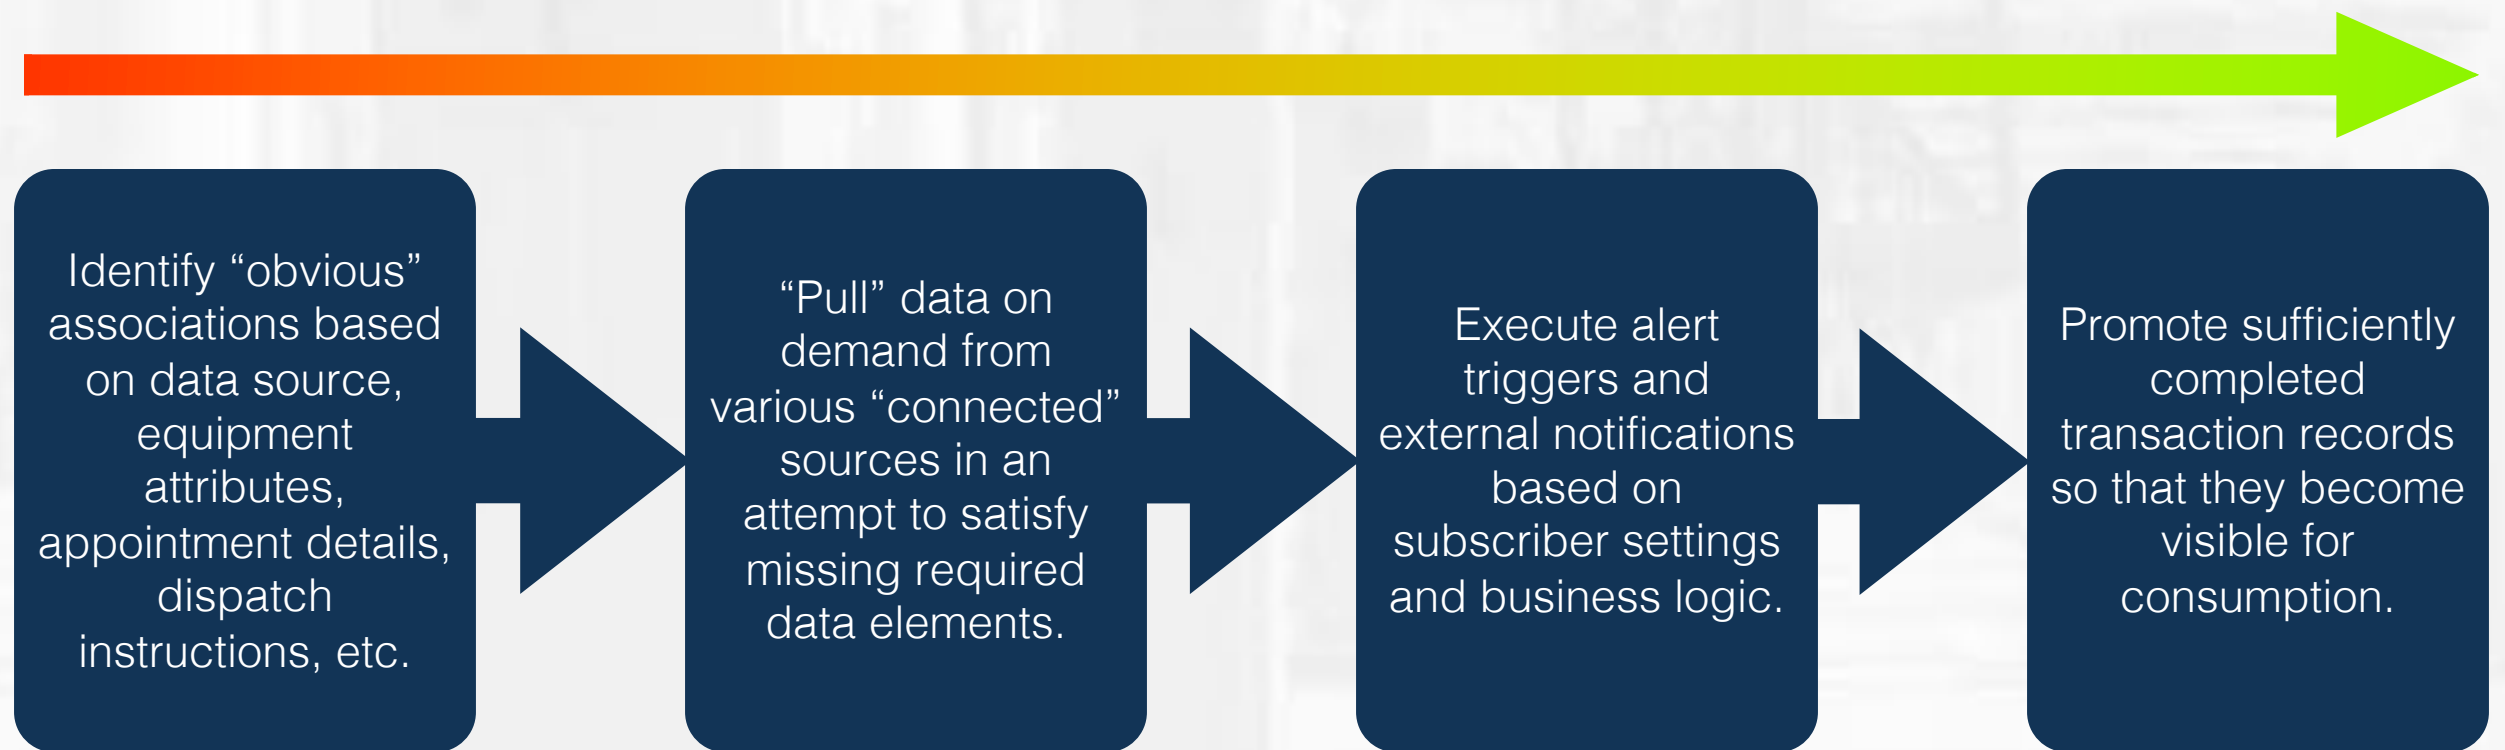 Identify “obvious”
associations based
on data source,
equipment
attributes,
appointment details,
dispatch
instructions, etc.
“Pull” data on
demand from
various “connected”
sources in an
attempt to satisfy
missing required
data elements.
Execute alert
triggers and
external notifications
based on
subscriber settings
and business logic.
Promote sufficiently
completed
transaction records
so that they become
visible for
consumption.